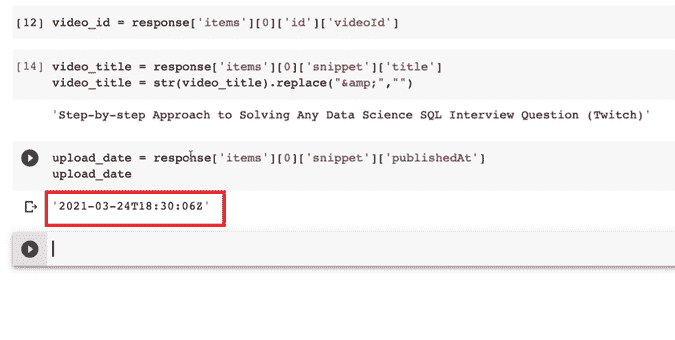 [12] video_id = response['items'][0]['id']['videoId']
[14] video_title = response['items'][0]['snippet']['title']
video_title = str(video_title).replace("&amp;","")
'Step-by-step Approach to Solving Any Data Science SQL Interview Question (Twitch)'
upload_date = response['items'][0]['snippet']['publishedAt']
upload_date
'2021-03-24T18:30:06Z'